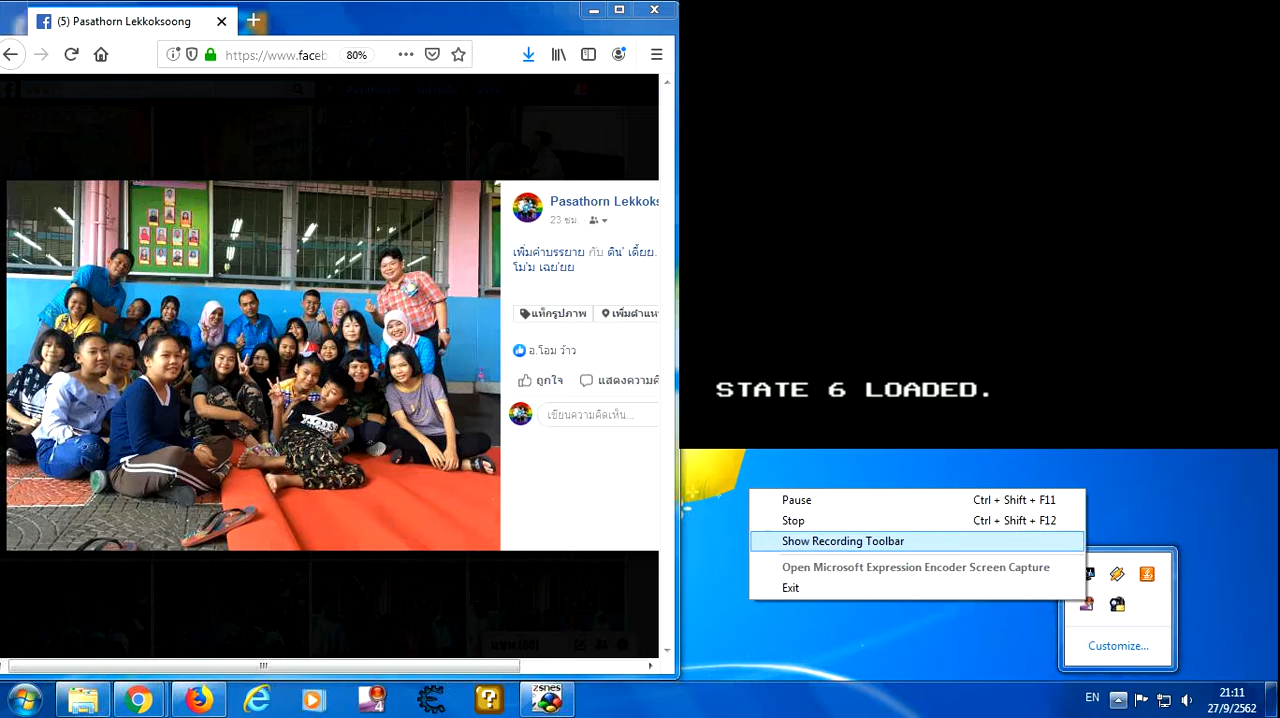 (5) Pasathorn Lekkoksoong
https://www.faceb
80%
Pasathorn Lekkoks
23 ชม.
เพิ่มคำบรรยาย กับ ดิน' เดี้ยย.
โม'ม เฉย'ยย
แท็กรูปภาพ
เพิ่มตำแหน
อ.โอม ว้าว
ถูกใจ
แสดงความคิ
เขียนความคิดเห็น...
STATE 6 LOADED.
Pause Ctrl + Shift + F11
Stop Ctrl + Shift + F12
Show Recording Toolbar
Open Microsoft Expression Encoder Screen Capture
Exit
Customize...
zsnes
4
EN
21:11
27/9/2562